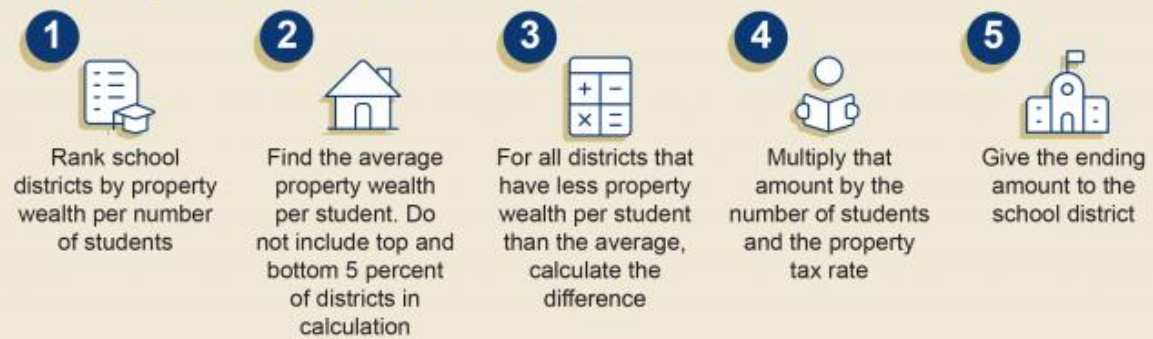 1
Rank school
districts by property
wealth per number
of students
2
Find the average
property wealth
per student. Do
not include top and
bottom 5 percent
of districts in
calculation
3
+ −
× =
For all districts that
have less property
wealth per student
than the average,
calculate the
difference
4
Multiply that
amount by the
number of students
and the property
tax rate
5
Give the ending
amount to the
school district